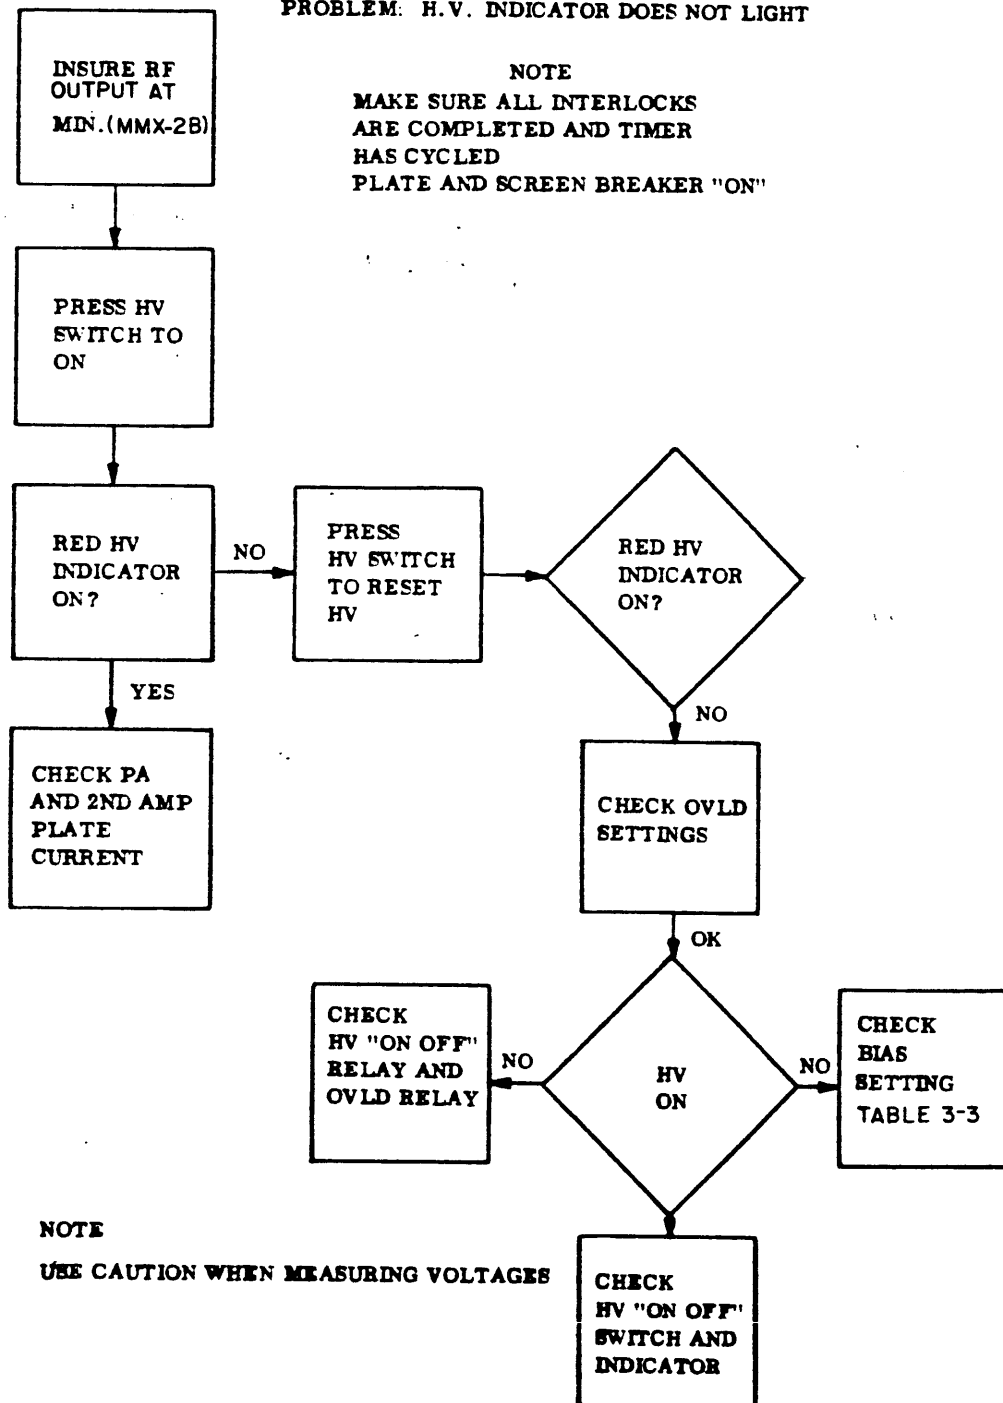 PROBLEM: H.V. INDICATOR DOES NOT LIGHT
INSURE RF
OUTPUT AT
MIN.(MMX-2B)
NOTE
MAKE SURE ALL INTERLOCKS
ARE COMPLETED AND TIMER
HAS CYCLED
PLATE AND SCREEN BREAKER "ON"
PRESS HV
SWITCH TO
ON
RED HV
INDICATOR
ON?
NO
PRESS
HV SWITCH
TO RESET
HV
RED HV
INDICATOR
ON?
YES
NO
CHECK PA
AND 2ND AMP
PLATE
CURRENT
CHECK OVLD
SETTINGS
OK
CHECK
HV "ON OFF"
RELAY AND
OVLD RELAY
NO
HV
ON
NO
CHECK
BIAS
SETTING
TABLE 3-3
NOTE
USE CAUTION WHEN MEASURING VOLTAGES
CHECK
HV "ON OFF"
SWITCH AND
INDICATOR